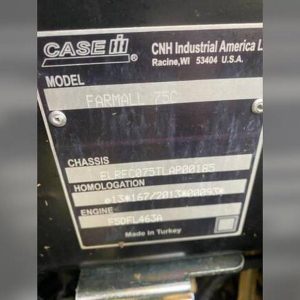 CASE IH
CNH Industrial America L
Racine, WI 53404 U.S.A.
MODEL
FARMALL 75C
CHASSIS
HOMOLOGATION
e13*167/2013*00093*
ENGINE
F5DFL463A
Made in Turkey